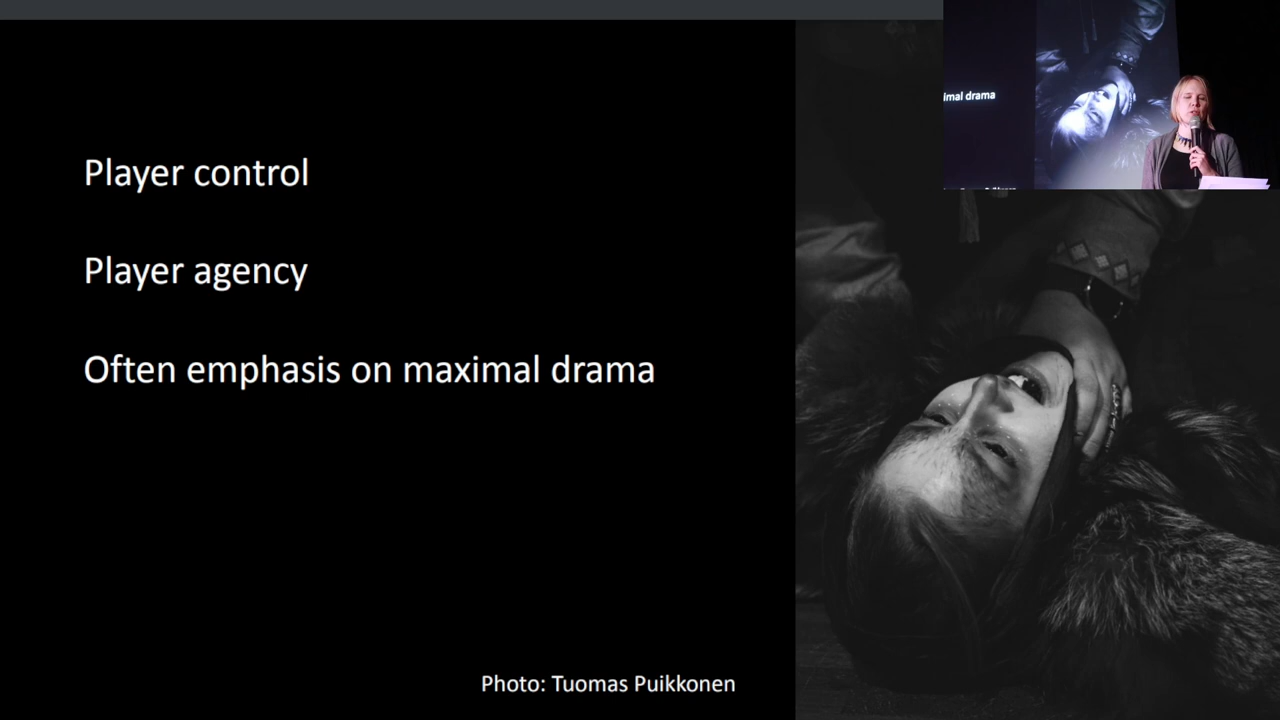 Player control
Player agency
Often emphasis on maximal drama
Photo: Tuomas Puikkonen
imal drama